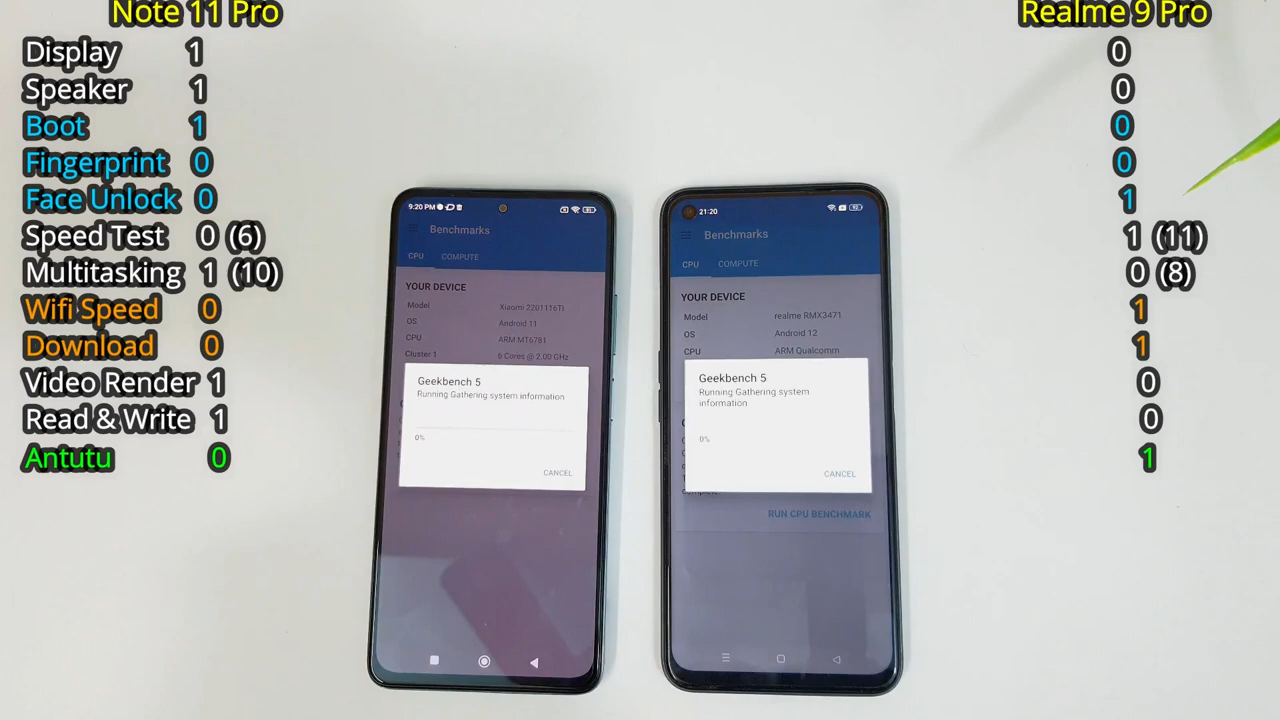 Note 11 Pro
Realme 9 Pro
Display 1 0
Speaker 1 0
Boot 1 0
Fingerprint 0 0
Face Unlock 0 1
Speed Test 0 (6) 1 (11)
Multitasking 1 (10) 0 (8)
Wifi Speed 0 1
Download 0 1
Video Render 1 0
Read & Write 1 0
Antutu 0 1
9:20 PM
Benchmarks
CPU COMPUTE
YOUR DEVICE
Model Xiaomi 2201116TI
OS Android 11
CPU ARM MT6781
Cluster 1 6 Cores @ 2.00 GHz
Geekbench 5
Running Gathering system information
0%
CANCEL
21:20
Benchmarks
CPU COMPUTE
YOUR DEVICE
Model realme RMX3471
OS Android 12
CPU ARM Qualcomm
Geekbench 5
Running Gathering system
information
0%
CANCEL
RUN CPU BENCHMARK